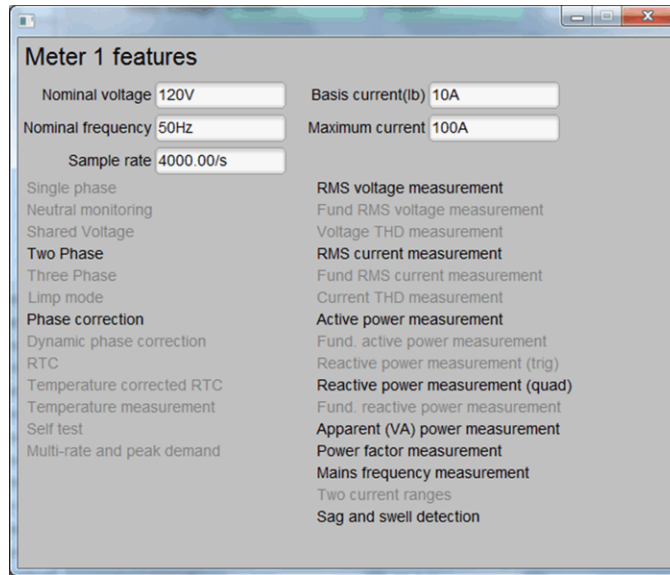 Meter 1 features
Nominal voltage 120V
Basis current(Ib) 10A
Nominal frequency 50Hz
Maximum current 100A
Sample rate 4000.00/s
Single phase
Neutral monitoring
Shared Voltage
Two Phase
Three Phase
Limp mode
Phase correction
Dynamic phase correction
RTC
Temperature corrected RTC
Temperature measurement
Self test
Multi-rate and peak demand
RMS voltage measurement
Fund RMS voltage measurement
Voltage THD measurement
RMS current measurement
Fund RMS current measurement
Current THD measurement
Active power measurement
Fund. active power measurement
Reactive power measurement (trig)
Reactive power measurement (quad)
Fund. reactive power measurement
Apparent (VA) power measurement
Power factor measurement
Mains frequency measurement
Two current ranges
Sag and swell detection